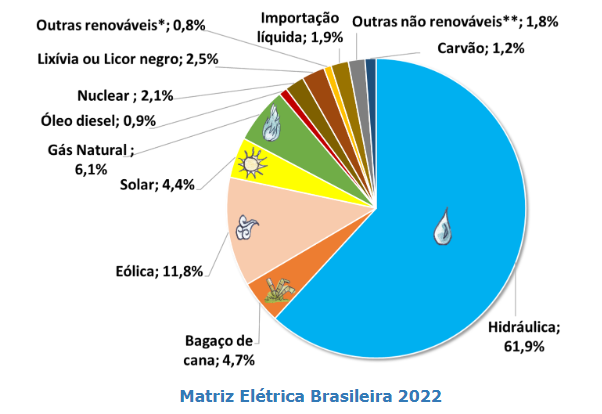 Outras renováveis*; 0,8%
Importação
líquida; 1,9%
Outras não renováveis**; 1,8%
Carvão; 1,2%
Lixívia ou Licor negro; 2,5%
Nuclear ; 2,1%
Óleo diesel; 0,9%
Gás Natural ;
6,1%
Solar; 4,4%
Eólica; 11,8%
Bagaço de
cana; 4,7%
Hidráulica;
61,9%
Matriz Elétrica Brasileira 2022